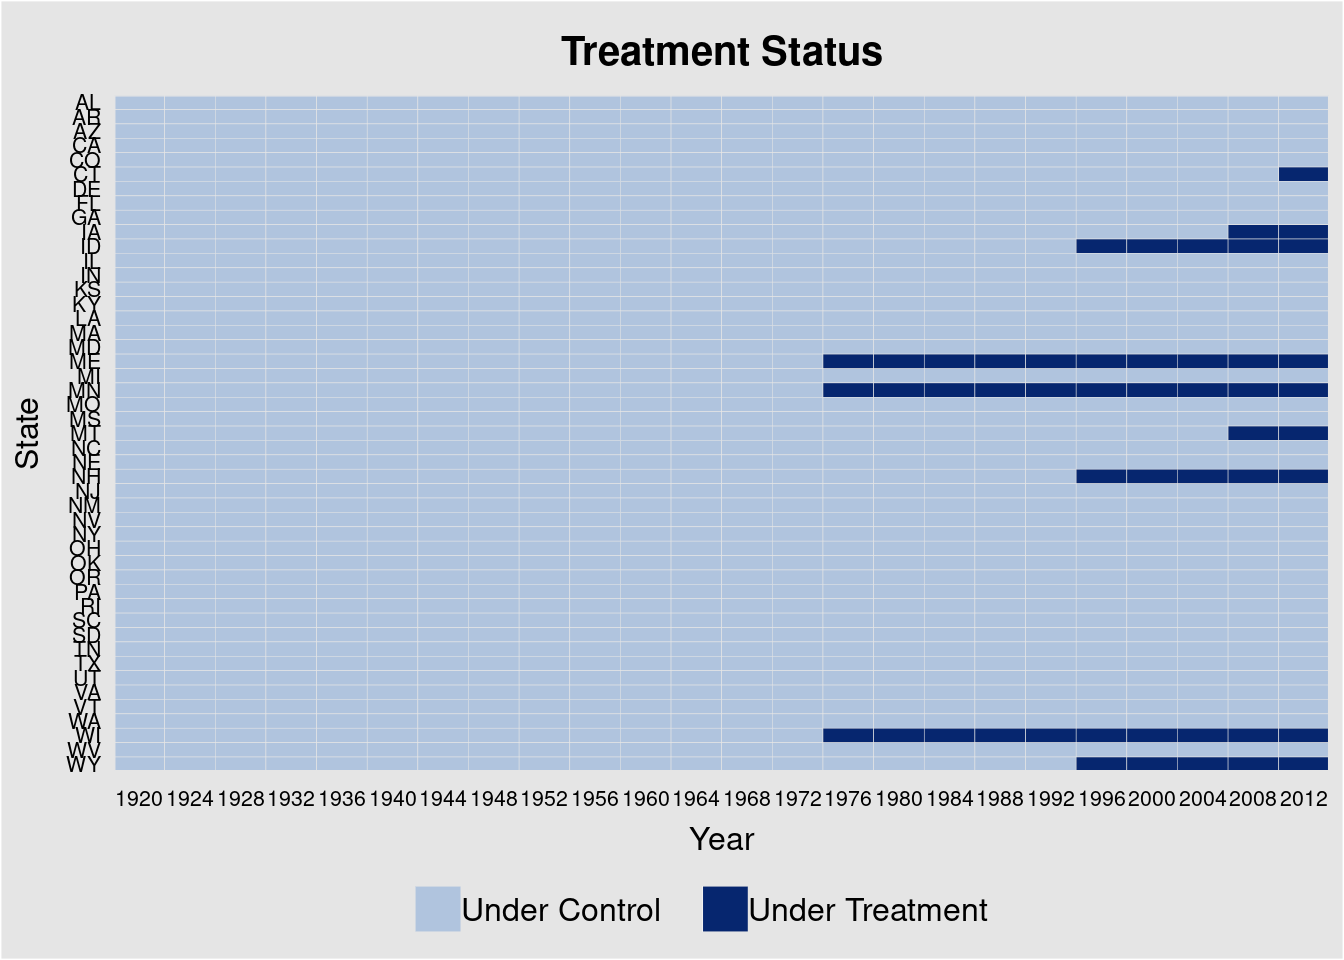 Treatment Status
AL
AR
AZ
CA
CO
CT
DE
FL
GA
IA
ID
IL
IN
KS
KY
LA
MA
MD
ME
MI
MN
MO
MS
MT
NC
NE
NH
NJ
NM
NV
NY
OH
OK
OR
PA
RI
SC
SD
TN
TX
UT
VA
VT
WA
WI
WV
WY
State
1920 1924 1928 1932 1936 1940 1944 1948 1952 1956 1960 1964 1968 1972 1976 1980 1984 1988 1992 1996 2000 2004 2008 2012
Year
Under Control Under Treatment